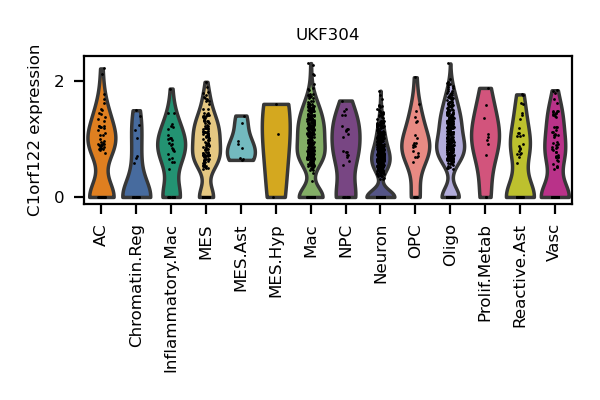 UKF304
C1orf122 expression
2
0
AC
Chromatin.Reg
Inflammatory.Mac
MES
MES.Ast
MES.Hyp
Mac
NPC
Neuron
OPC
Oligo
Prolif.Metab
Reactive.Ast
Vasc